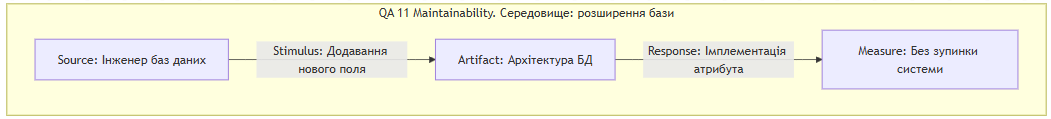 QA 11 Maintainability. Середовище: розширення бази
Source: Інженер баз даних
Stimulus: Додавання
нового поля
Artifact: Архітектура БД
Response: Імплементація
атрибута
Measure: Без зупинки
системи